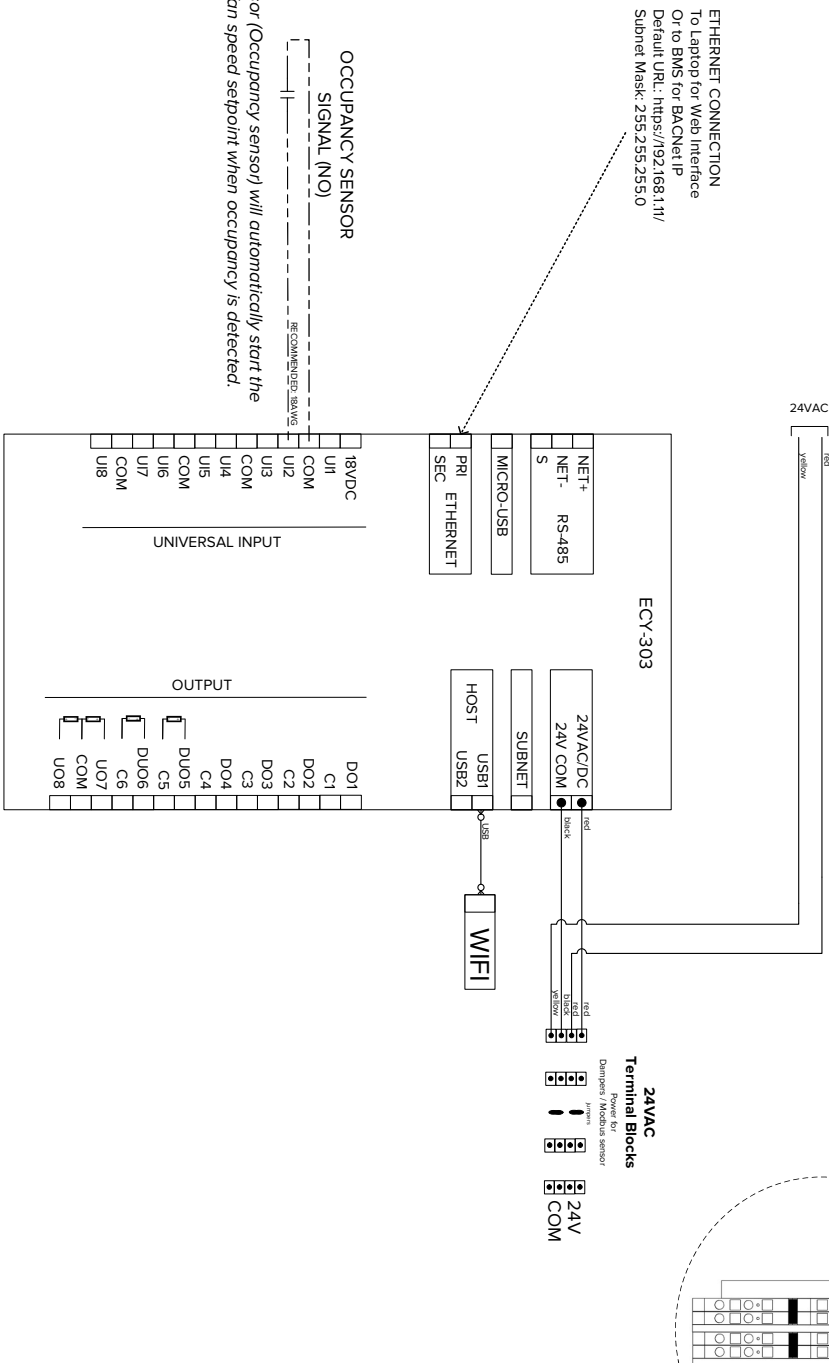 ETHERNET CONNECTION
To Laptop for Web Interface
Or to BMS for BACNet IP
Default URL: https://192.168.1.11/
Subnet Mask: 255.255.255.0
24VAC
red
yellow
OCCUPANCY SENSOR
SIGNAL (NO)
RECOMMENDED: 18AWG
(Occupancy sensor) will automatically start the
speed setpoint when occupancy is detected.
ECY-303
NET+
NET- RS-485
S
MICRO-USB
PRI ETHERNET
SEC
18VDC
UI1
COM
UI2
UI3
COM
UI4
UI5
COM
UI6
UI7
COM
UI8
UNIVERSAL INPUT
24VAC/DC
24V COM
SUBNET
HOST USB1
USB2
OUTPUT
DO1
C1
DO2
C2
DO3
C3
DO4
C4
DUO5
C5
DUO6
C6
UO7
COM
UO8
red
black
USB
WIFI
red
red
black
yellow
24VAC
Terminal Blocks
Power for
Dampers / Modbus sensor
jumpers
24V
COM